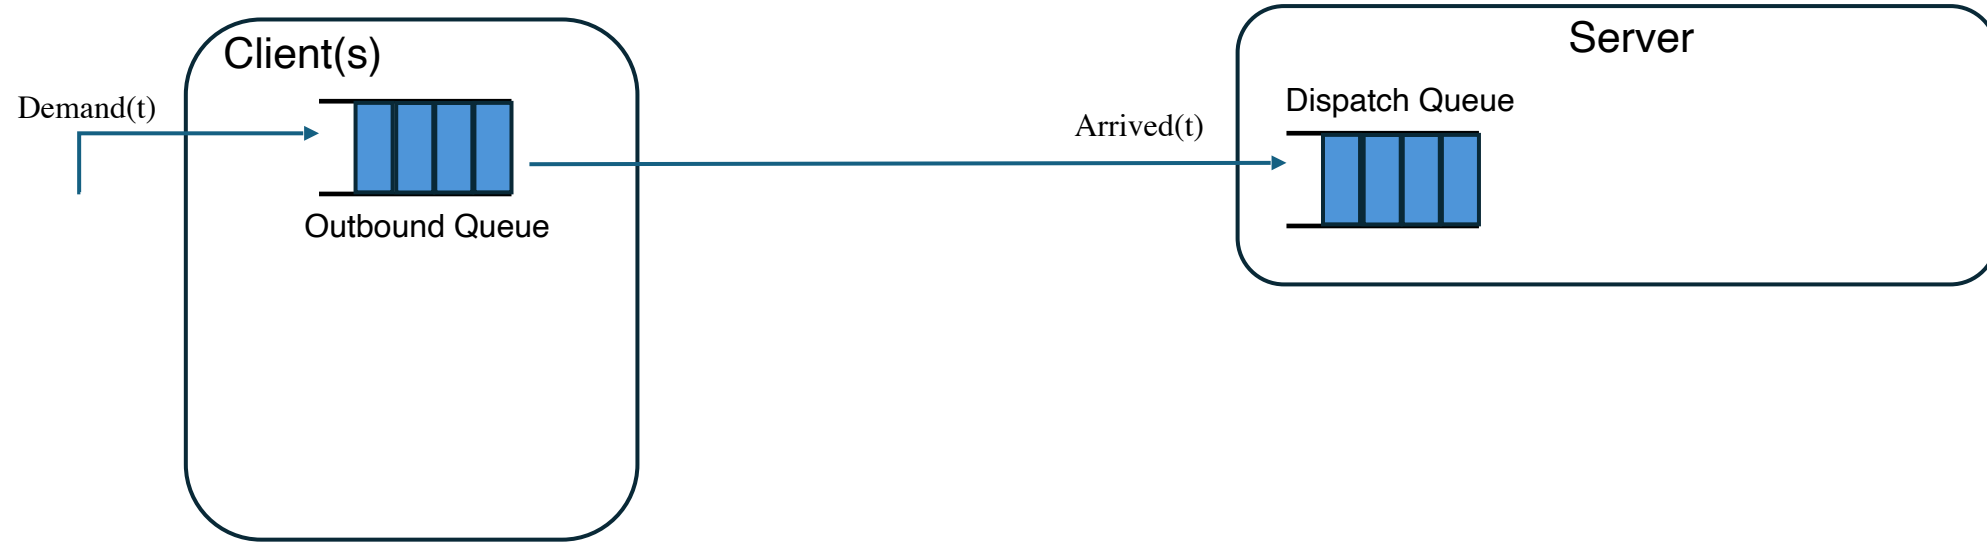 Client(s)
Server
Demand(t)
Dispatch Queue
Arrived(t)
Outbound Queue